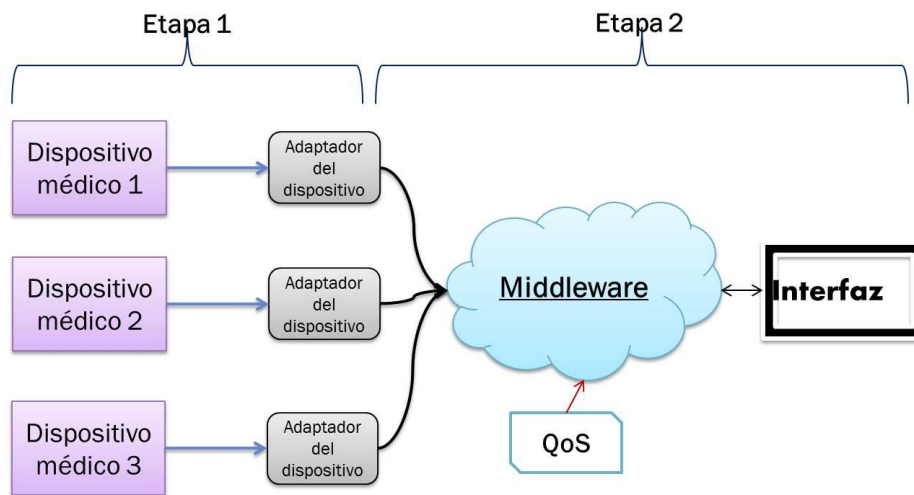 Etapa 1
Etapa 2
Dispositivo
médico 1
Adaptador
del
dispositivo
Dispositivo
médico 2
Adaptador
del
dispositivo
Middleware
Interfaz
Dispositivo
médico 3
Adaptador
del
dispositivo
QoS